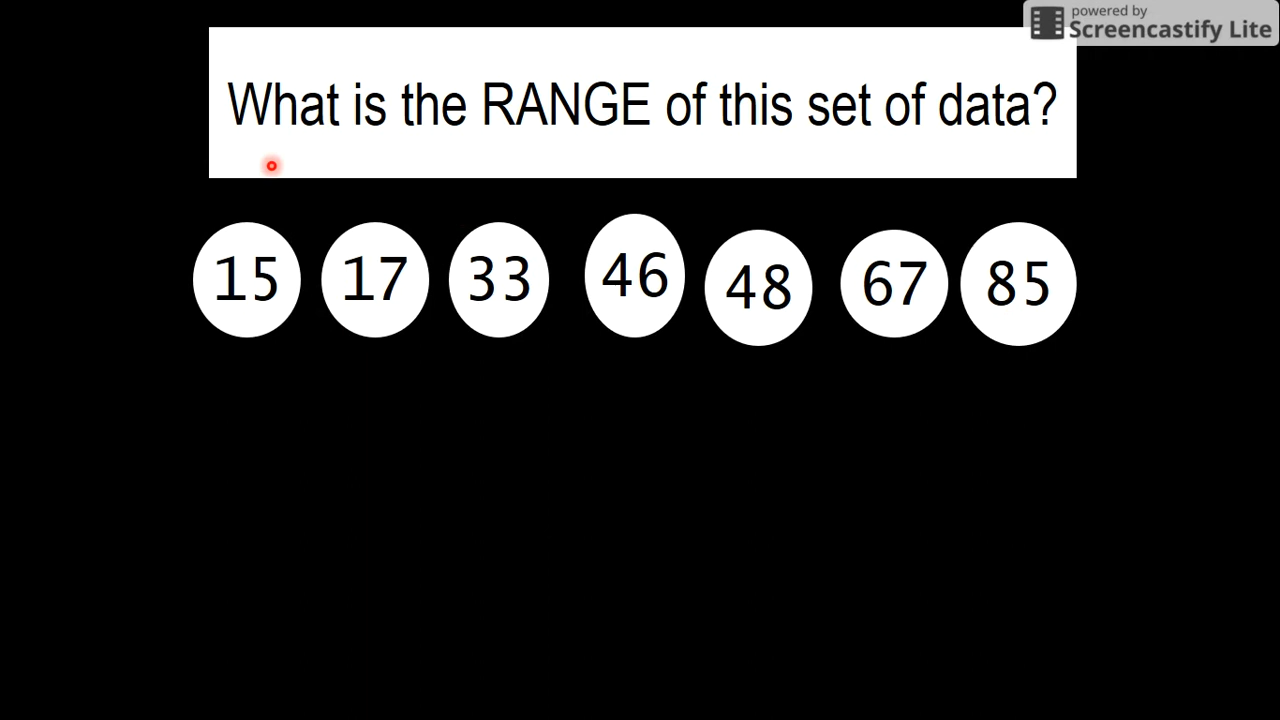 powered by
Screencastify Lite
What is the RANGE of this set of data?
15 17 33 46 48 67 85